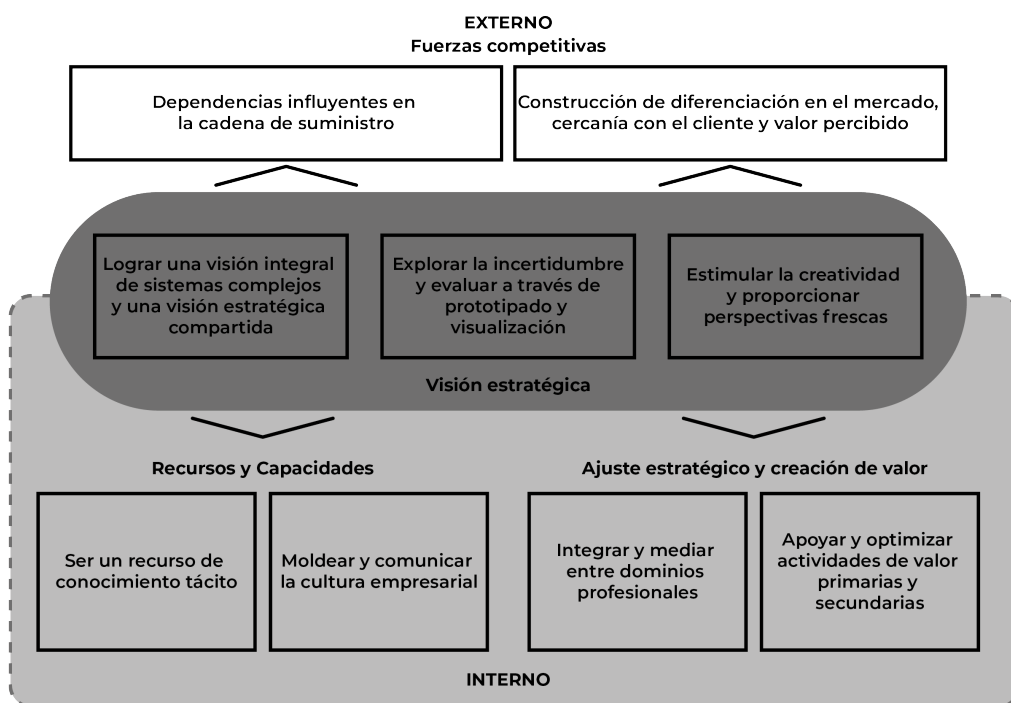 EXTERNO
Fuerzas competitivas
Dependencias influyentes en
la cadena de suministro
Construcción de diferenciación en el mercado,
cercanía con el cliente y valor percibido
Lograr una visión integral
de sistemas complejos
y una visión estratégica
compartida
Explorar la incertidumbre
y evaluar a través de
prototipado y
visualización
Estimular la creatividad
y proporcionar
perspectivas frescas
Visión estratégica
Recursos y Capacidades
Ser un recurso de
conocimiento tácito
Moldear y comunicar
la cultura empresarial
Ajuste estratégico y creación de valor
Integrar y mediar
entre dominios
profesionales
Apoyar y optimizar
actividades de valor
primarias y
secundarias
INTERNO